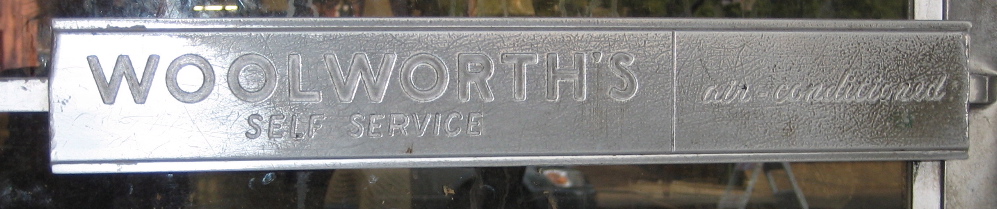 WOOLWORTH'S
SELF SERVICE
air-conditioned